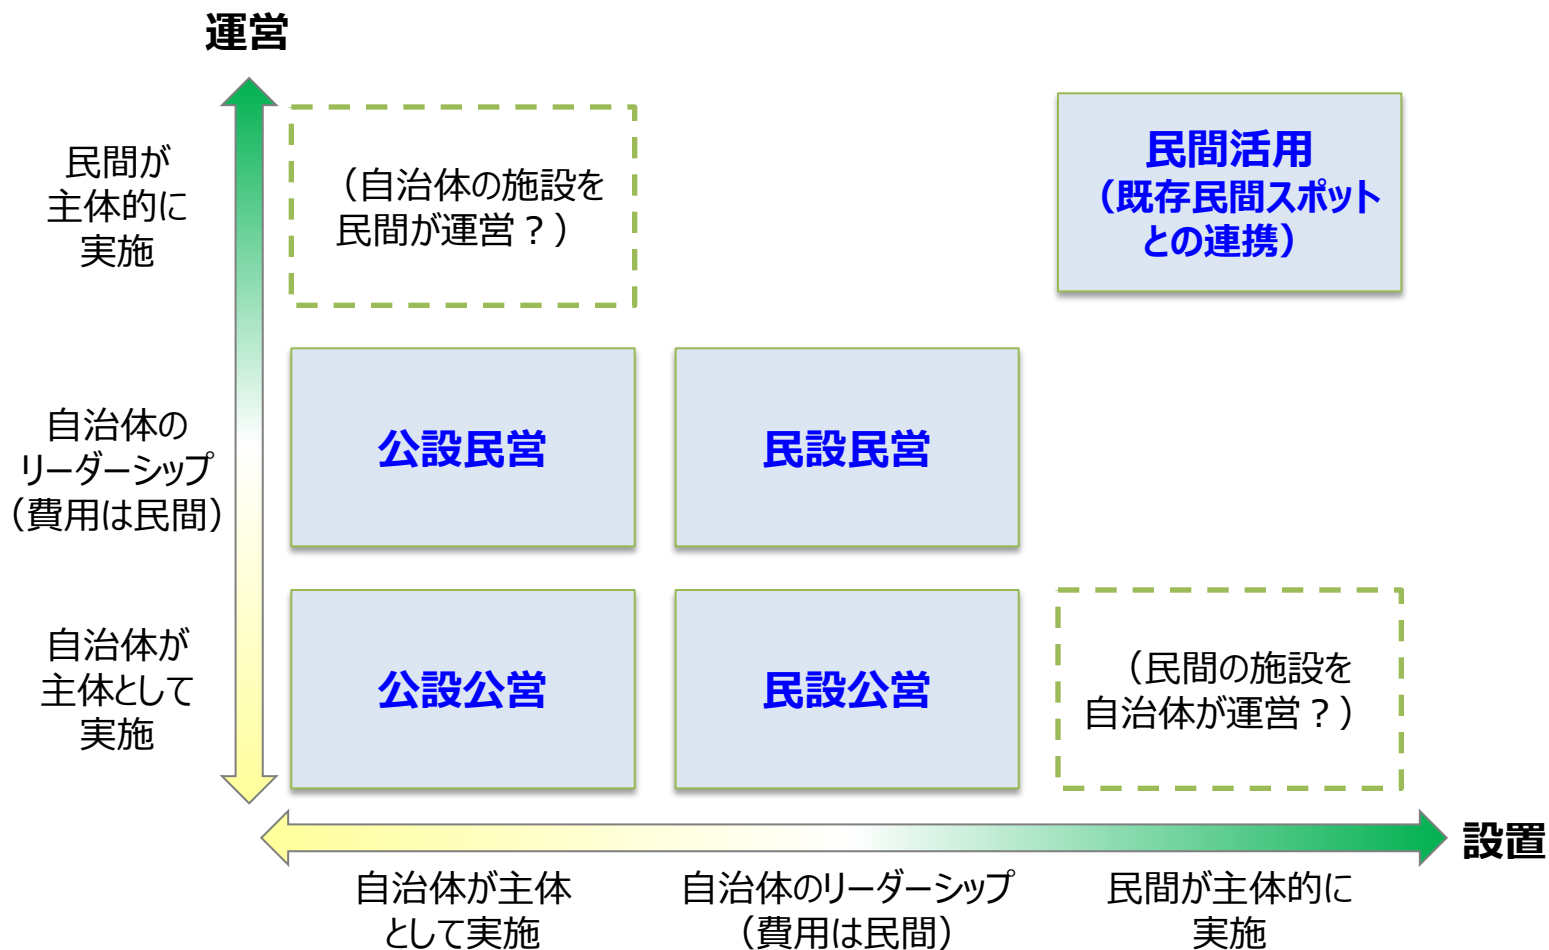 運営
民間が
主体的に
実施
（自治体の施設を
民間が運営？）
民間活用
（既存民間スポット
との連携）
自治体の
リーダーシップ
（費用は民間）
公設民営
民設民営
自治体が
主体として
実施
公設公営
民設公営
（民間の施設を
自治体が運営？）
設置
自治体が主体
として実施
自治体のリーダーシップ
（費用は民間）
民間が主体的に
実施